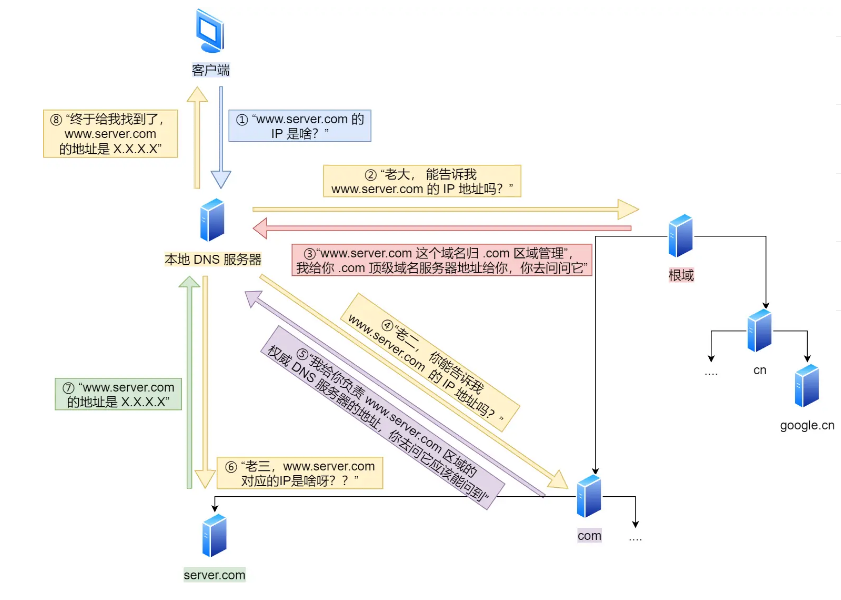 客户端
⑧ “终于给我找到了，
www.server.com
的地址是 X.X.X.X”
① “www.server.com 的
IP 是啥？”
② “老大， 能告诉我
www.server.com 的 IP 地址吗？”
本地 DNS 服务器
③“www.server.com 这个域名归 .com 区域管理”，
我给你 .com 顶级域名服务器地址给你，你去问问它”
根域
④“老二， 你能告诉我
www.server.com 的 IP 地址吗？”
⑤ “我给你负责 www.server.com 区域的
权威 DNS 服务器的地址，你去问它应该能问到”
cn
....
google.cn
⑦ “www.server.com
的地址是 X.X.X.X”
⑥ “老三，www.server.com
对应的IP是啥呀？？”
com
....
server.com